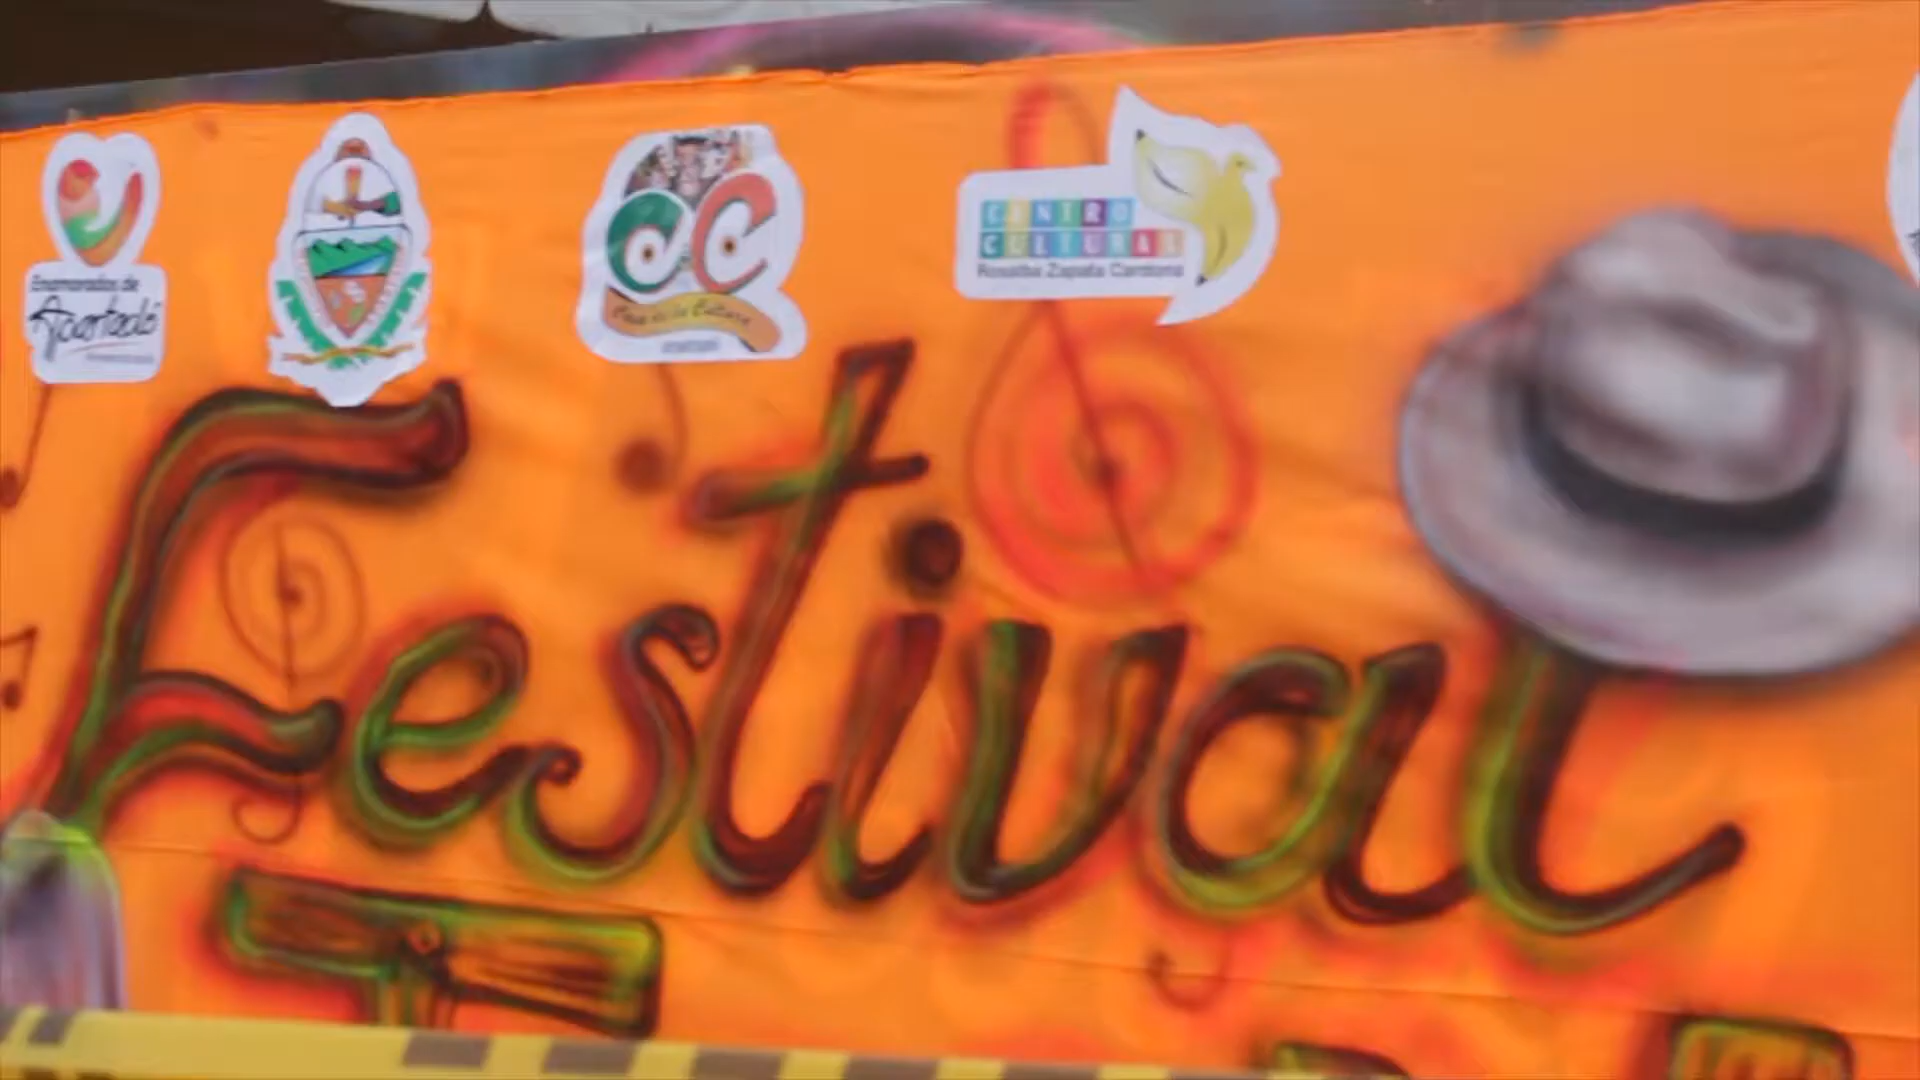 Enamorados de
Apartadó
Casa de la Cultura
CENTRO
CULTURAL
Rosalba Zapata Cardona
Festival